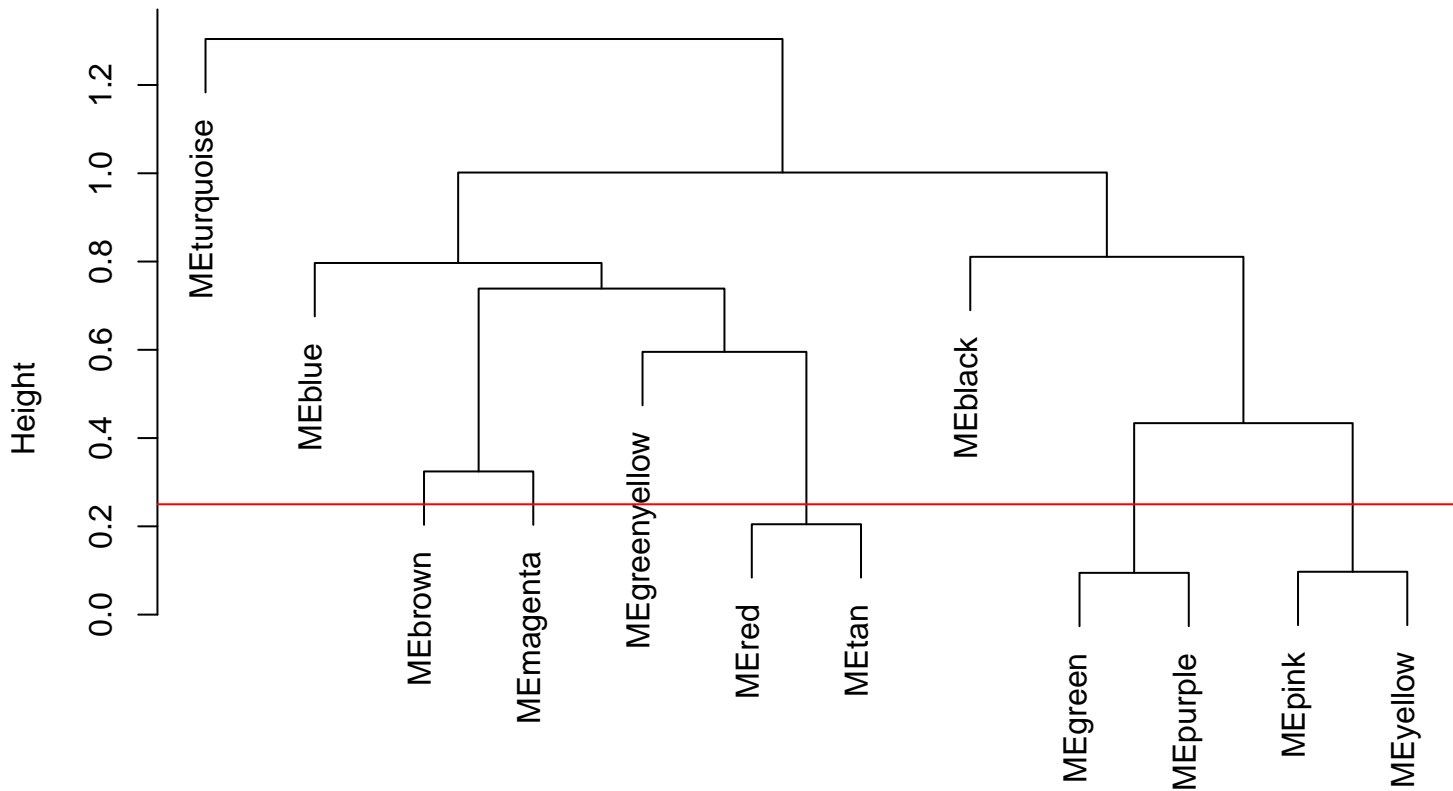 Height
1.2
1.0
0.8
0.6
0.4
0.2
0.0
MEturquoise
MEblue
MEbrown
MEmagenta
MEgreenyellow
MEred
MEtan
MEblack
MEgreen
MEpurple
MEpink
MEyellow